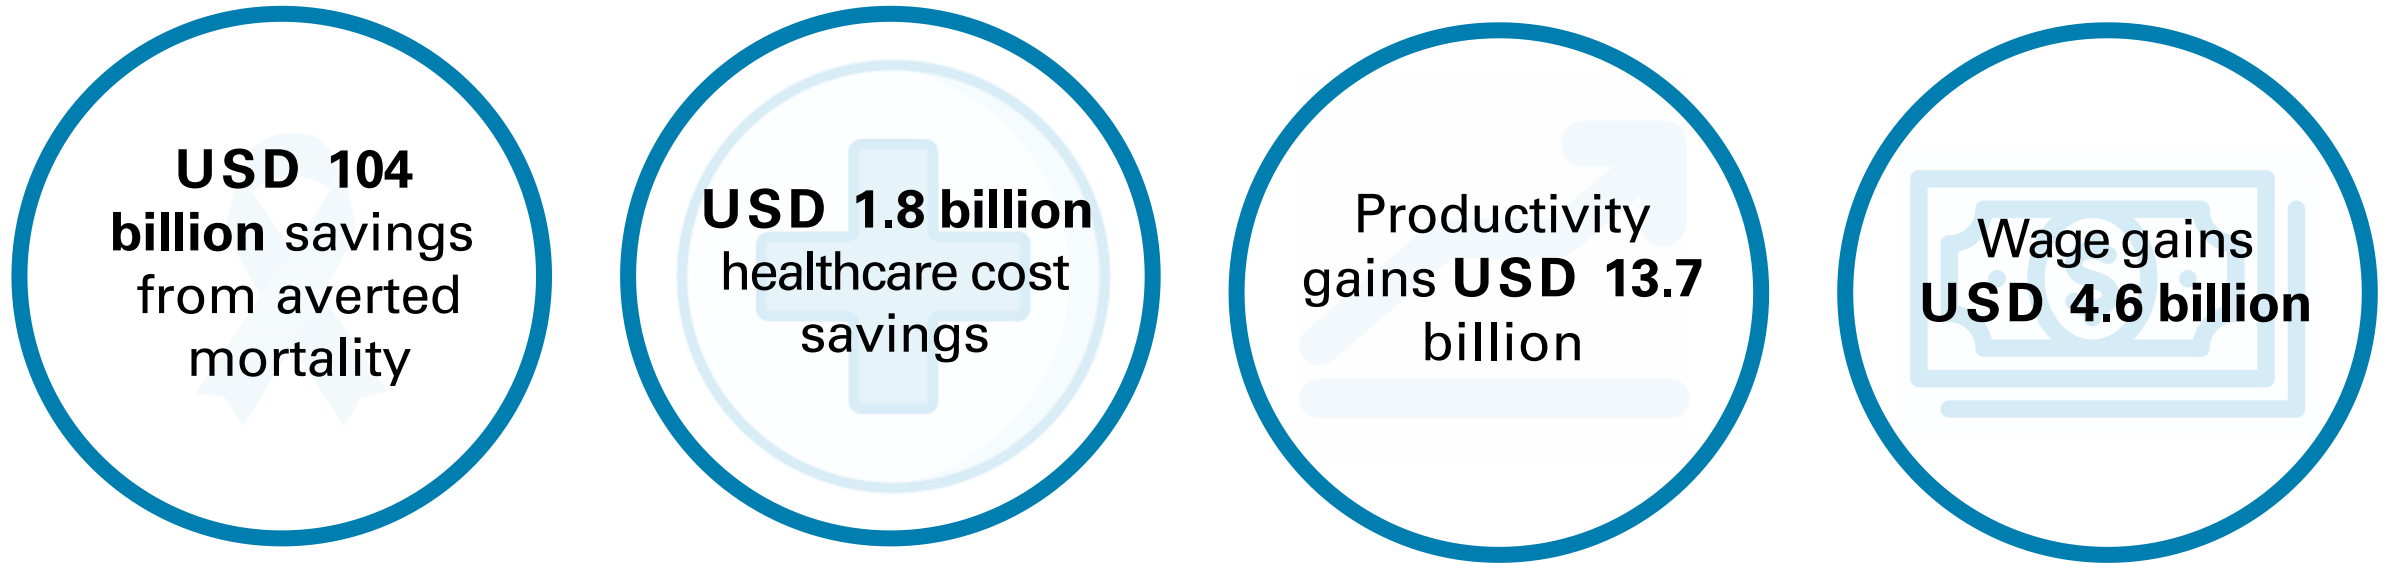 USD 104
billion savings
from averted
mortality
USD 1.8 billion
healthcare cost
savings
Productivity
gains USD 13.7
billion
Wage gains
USD 4.6 billion